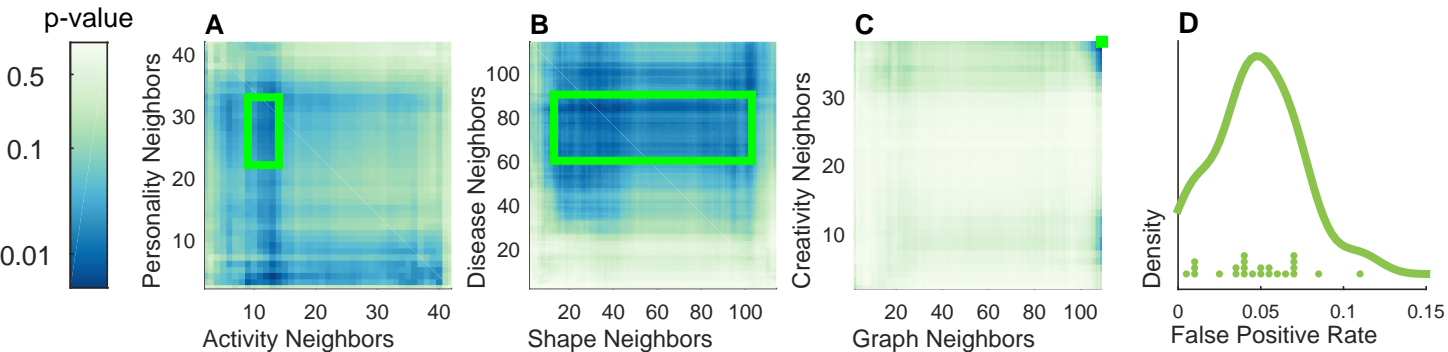 p-value
0.5
0.1
0.01
A
Personality Neighbors
40
30
20
10
10
20
30
40
Activity Neighbors
B
Disease Neighbors
100
80
60
40
20
20
40
60
80
100
Shape Neighbors
C
Creativity Neighbors
30
20
10
20
40
60
80
100
Graph Neighbors
D
Density
0
0.05
0.1
0.15
False Positive Rate